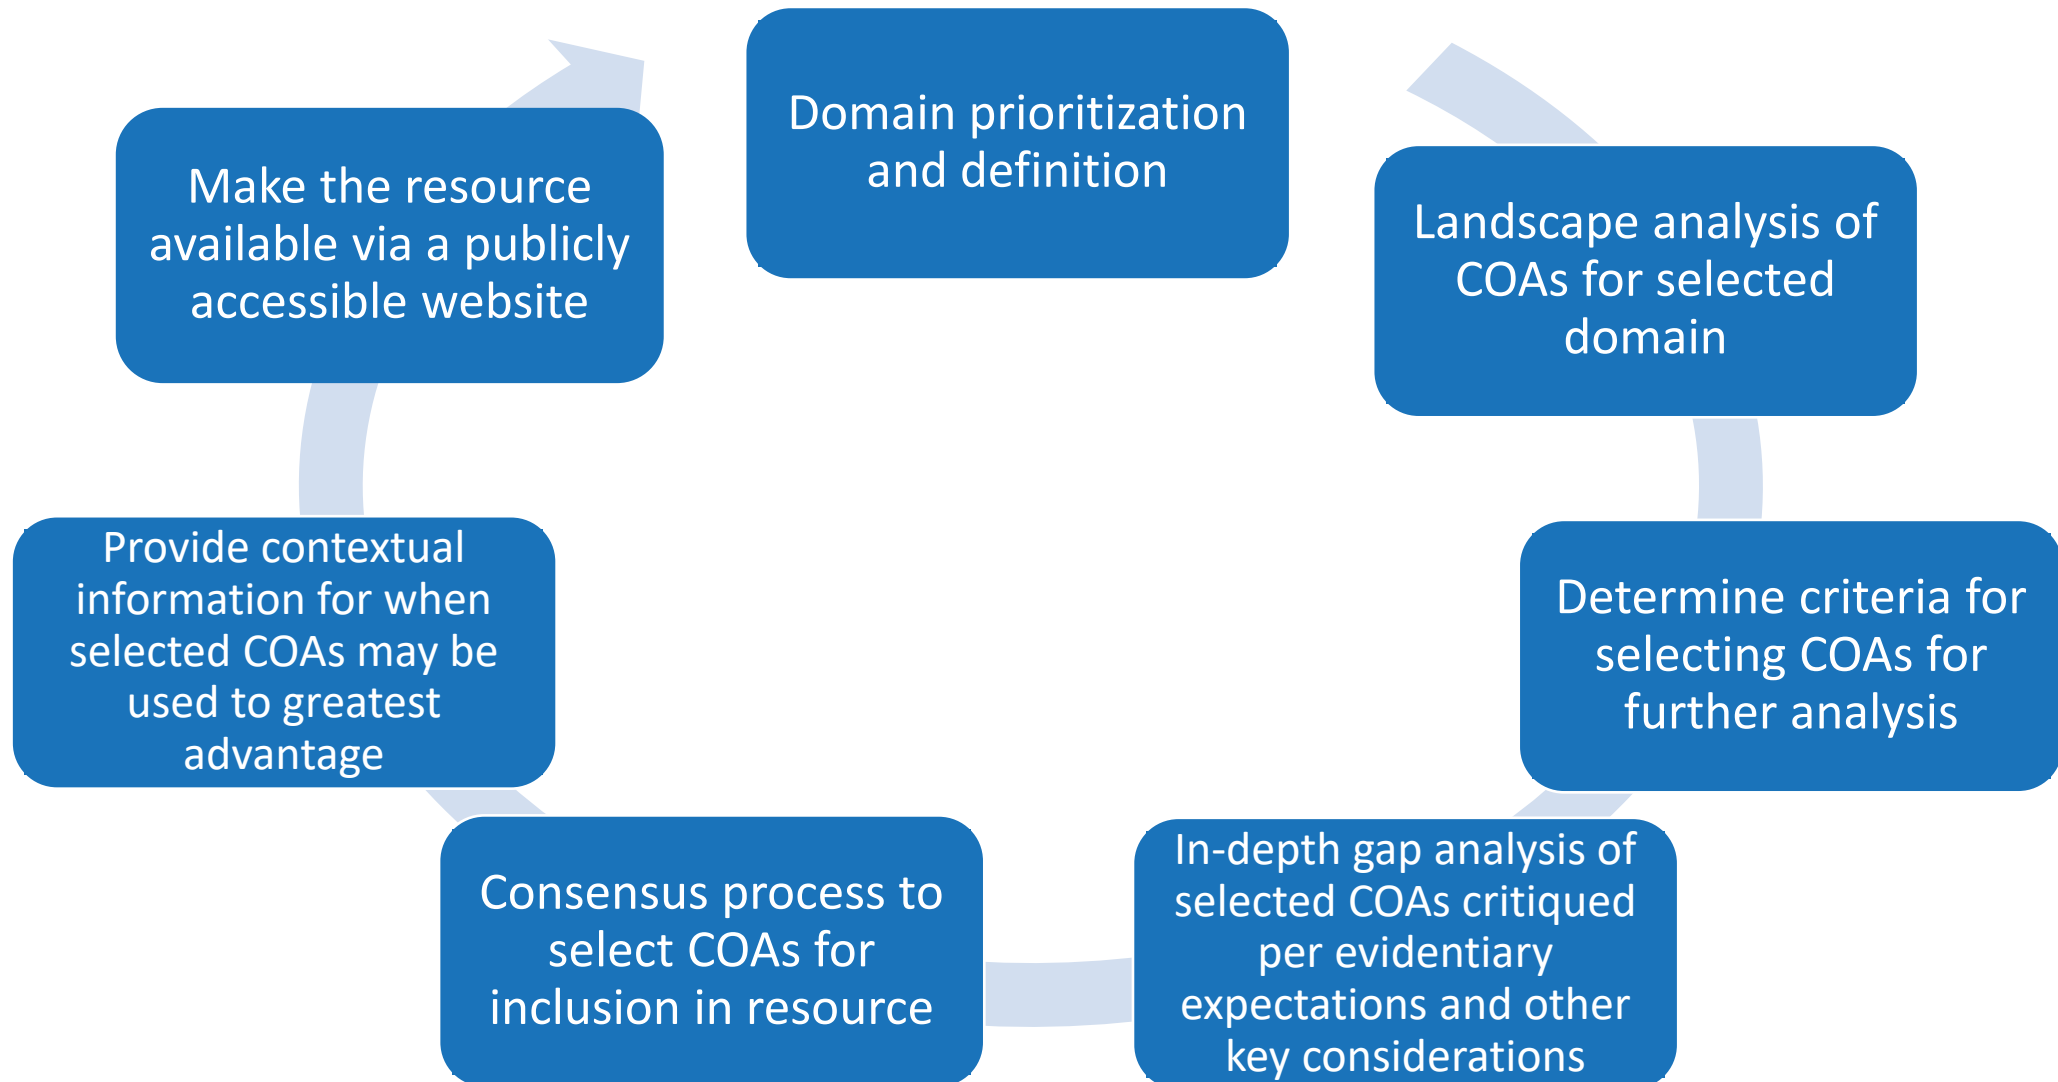 Domain prioritization
and definition
Landscape analysis of
COAs for selected
domain
Determine criteria for
selecting COAs for
further analysis
In-depth gap analysis of
selected COAs critiqued
per evidentiary
expectations and other
key considerations
Consensus process to
select COAs for
inclusion in resource
Provide contextual
information for when
selected COAs may be
used to greatest
advantage
Make the resource
available via a publicly
accessible website